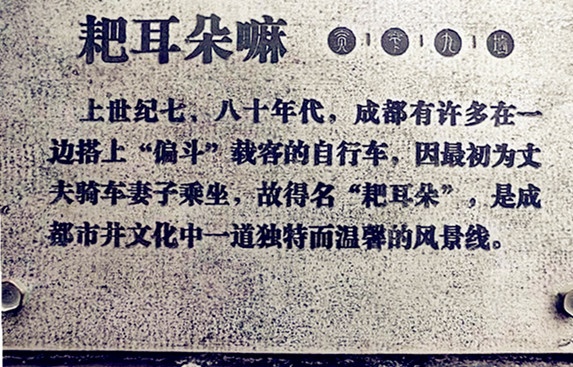 耙耳朵嘛
上世纪七、八十年代，成都有许多在一
边搭上“偏斗”载客的自行车，因最初为丈
夫骑车妻子乘坐，故得名“耙耳朵”，是成
都市井文化中一道独特而温馨的风景线。